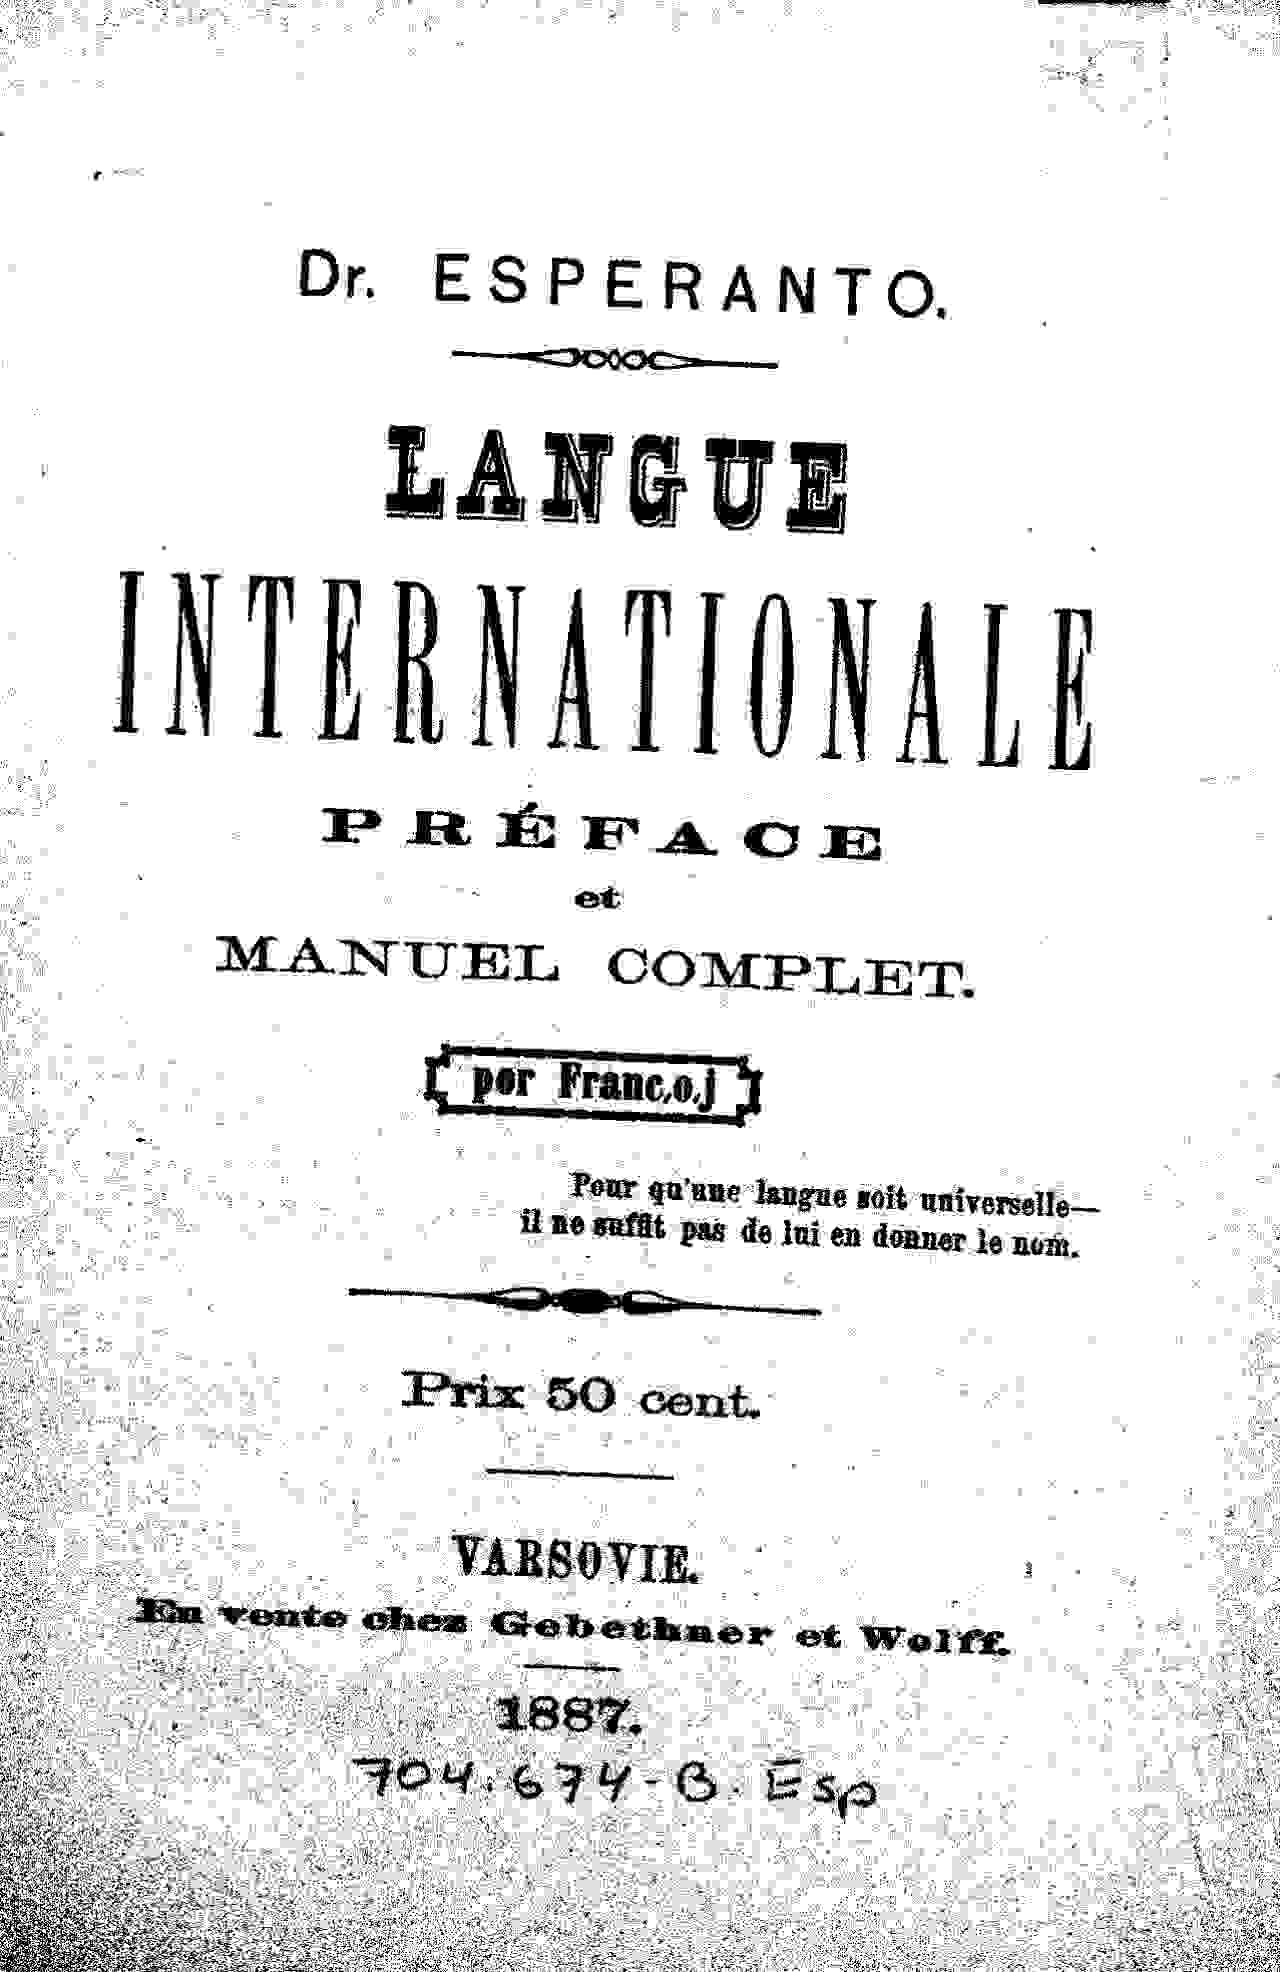 Dr. ESPERANTO.
LANGUE
INTERNATIONALE
PRÉFACE
et
MANUEL COMPLET.
por Franc,o,j
Pour qu'une langue soit universelle—
il ne suffit pas de lui en donner le nom.
Prix 50 cent.
VARSOVIE.
En vente chez Gebethner et Wolff.
1887.
704.674-B. Esp